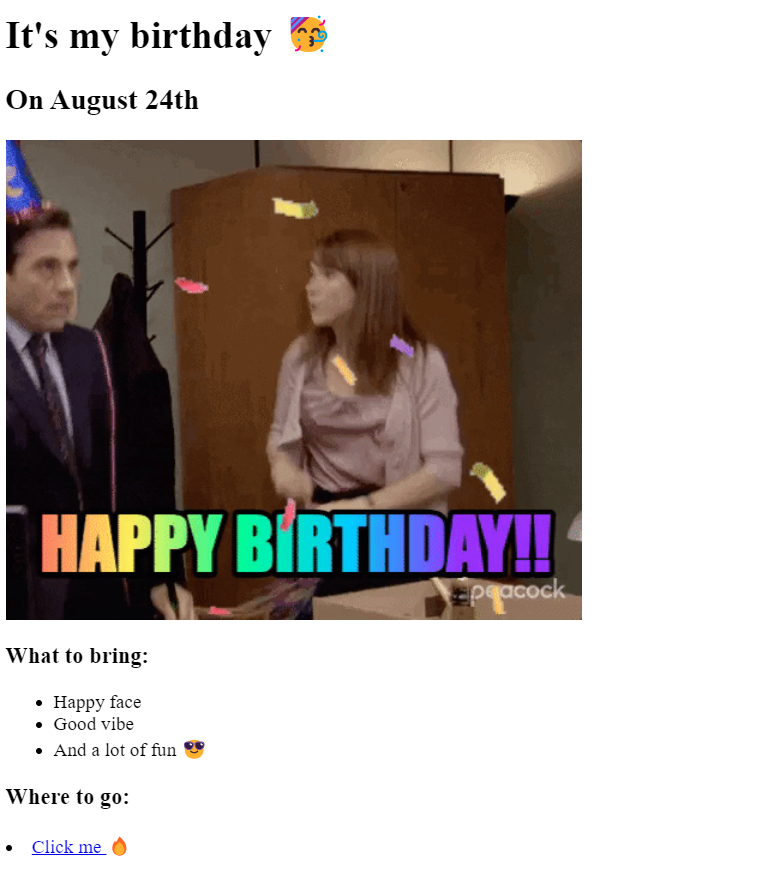 It's my birthday 🥳
On August 24th
HAPPY BIRTHDAY!!
peacock
What to bring:
Happy face
Good vibe
And a lot of fun 😎
Where to go:
Click me 🔥